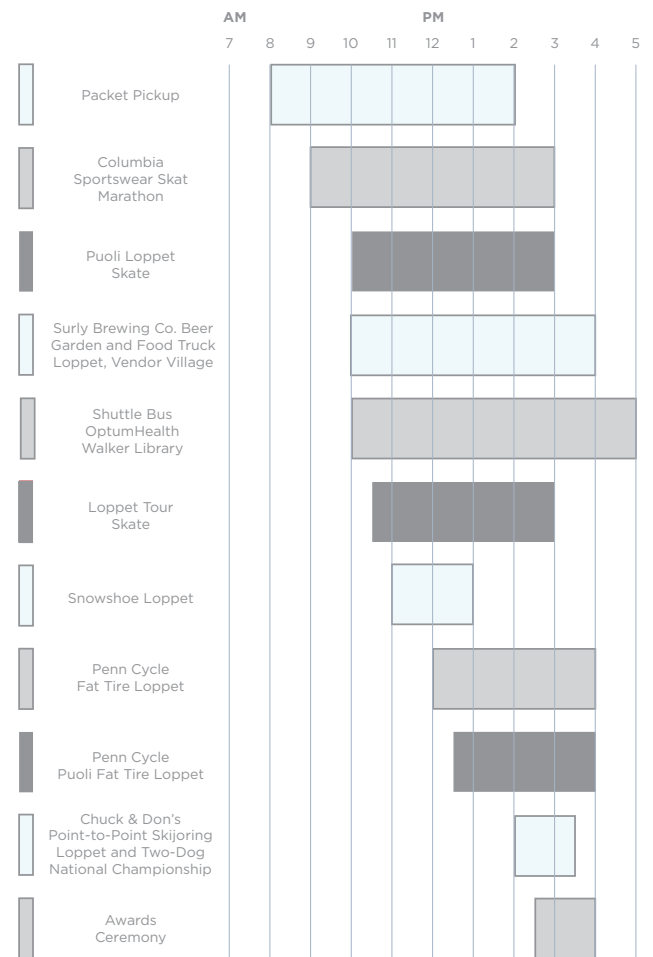 AM PM
7 8 9 10 11 12 1 2 3 4 5
Packet Pickup
Columbia
Sportswear Skat
Marathon
Puoli Loppet
Skate
Surly Brewing Co. Beer
Garden and Food Truck
Loppet, Vendor Village
Shuttle Bus
OptumHealth
Walker Library
Loppet Tour
Skate
Snowshoe Loppet
Penn Cycle
Fat Tire Loppet
Penn Cycle
Puoli Fat Tire Loppet
Chuck & Don’s
Point-to-Point Skijoring
Loppet and Two-Dog
National Championship
Awards
Ceremony